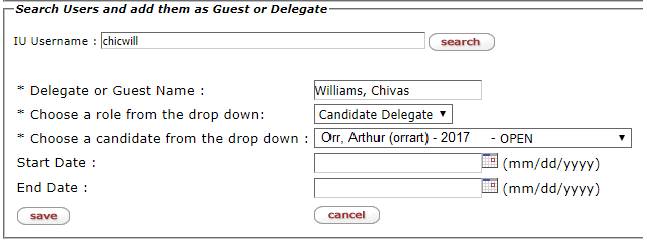 Search Users and add them as Guest or Delegate
IU Username : chicwill search
* Delegate or Guest Name : Williams, Chivas
* Choose a role from the drop down: Candidate Delegate
* Choose a candidate from the drop down : Orr, Arthur (orrart) - 2017 - OPEN
Start Date : (mm/dd/yyyy)
End Date : (mm/dd/yyyy)
save cancel